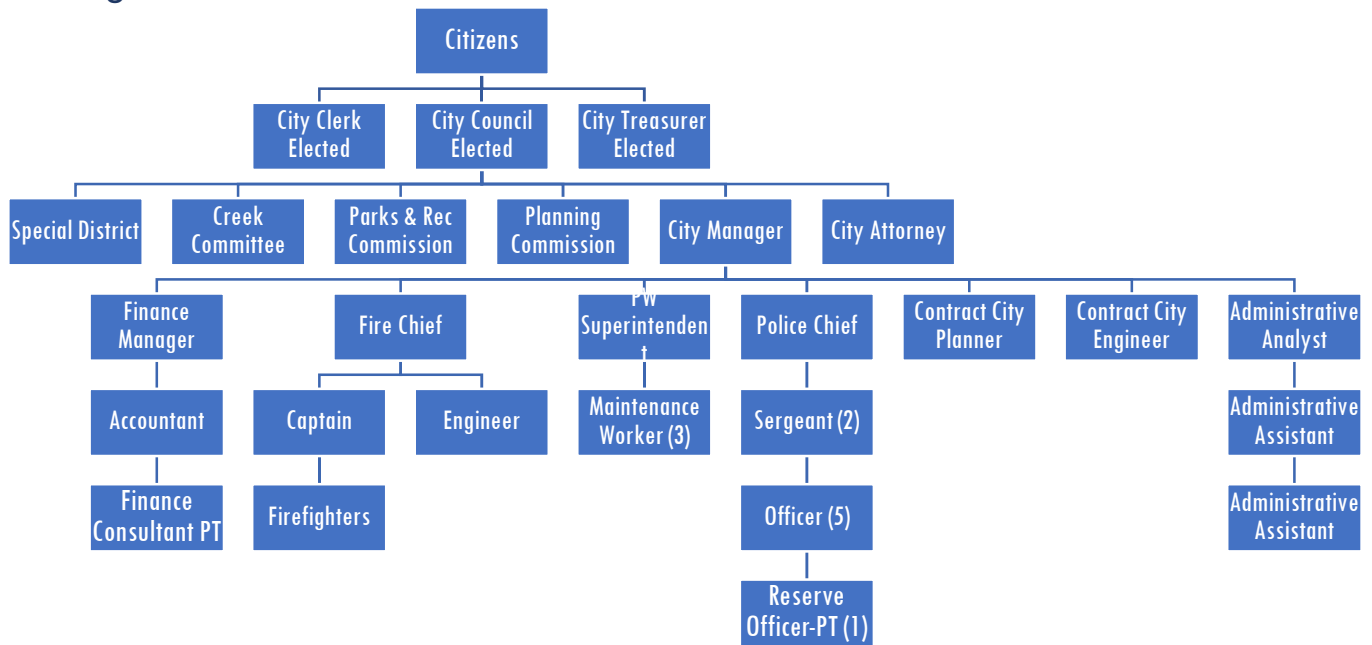 Citizens
City Clerk
Elected
City Council
Elected
City Treasurer
Elected
Special District
Creek
Committee
Parks & Rec
Commission
Planning
Commission
City Manager
City Attorney
Finance
Manager
Fire Chief
PW
Superintenden
t
Police Chief
Contract City
Planner
Contract City
Engineer
Administrative
Analyst
Accountant
Captain
Engineer
Maintenance
Worker (3)
Sergeant (2)
Administrative
Assistant
Finance
Consultant PT
Firefighters
Officer (5)
Administrative
Assistant
Reserve
Officer-PT (1)